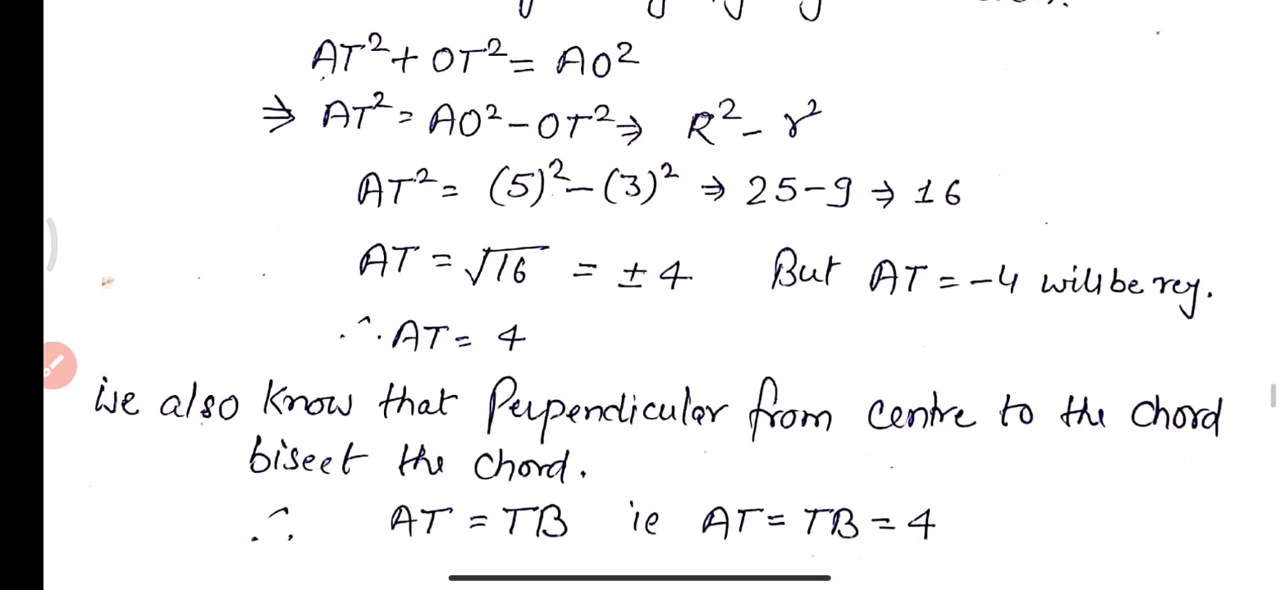 AT²+ OT² = AO²
⇒ AT² = AO² - OT² ⇒ R² - r²
AT² = (5)² - (3)² ⇒ 25-9 ⇒ 16
AT = √16 = ± 4 But AT = -4 will be rej.
∴ AT = 4
we also know that Perpendicular from centre to the chord
bisect the chord.
∴ AT = TB ie AT = TB = 4